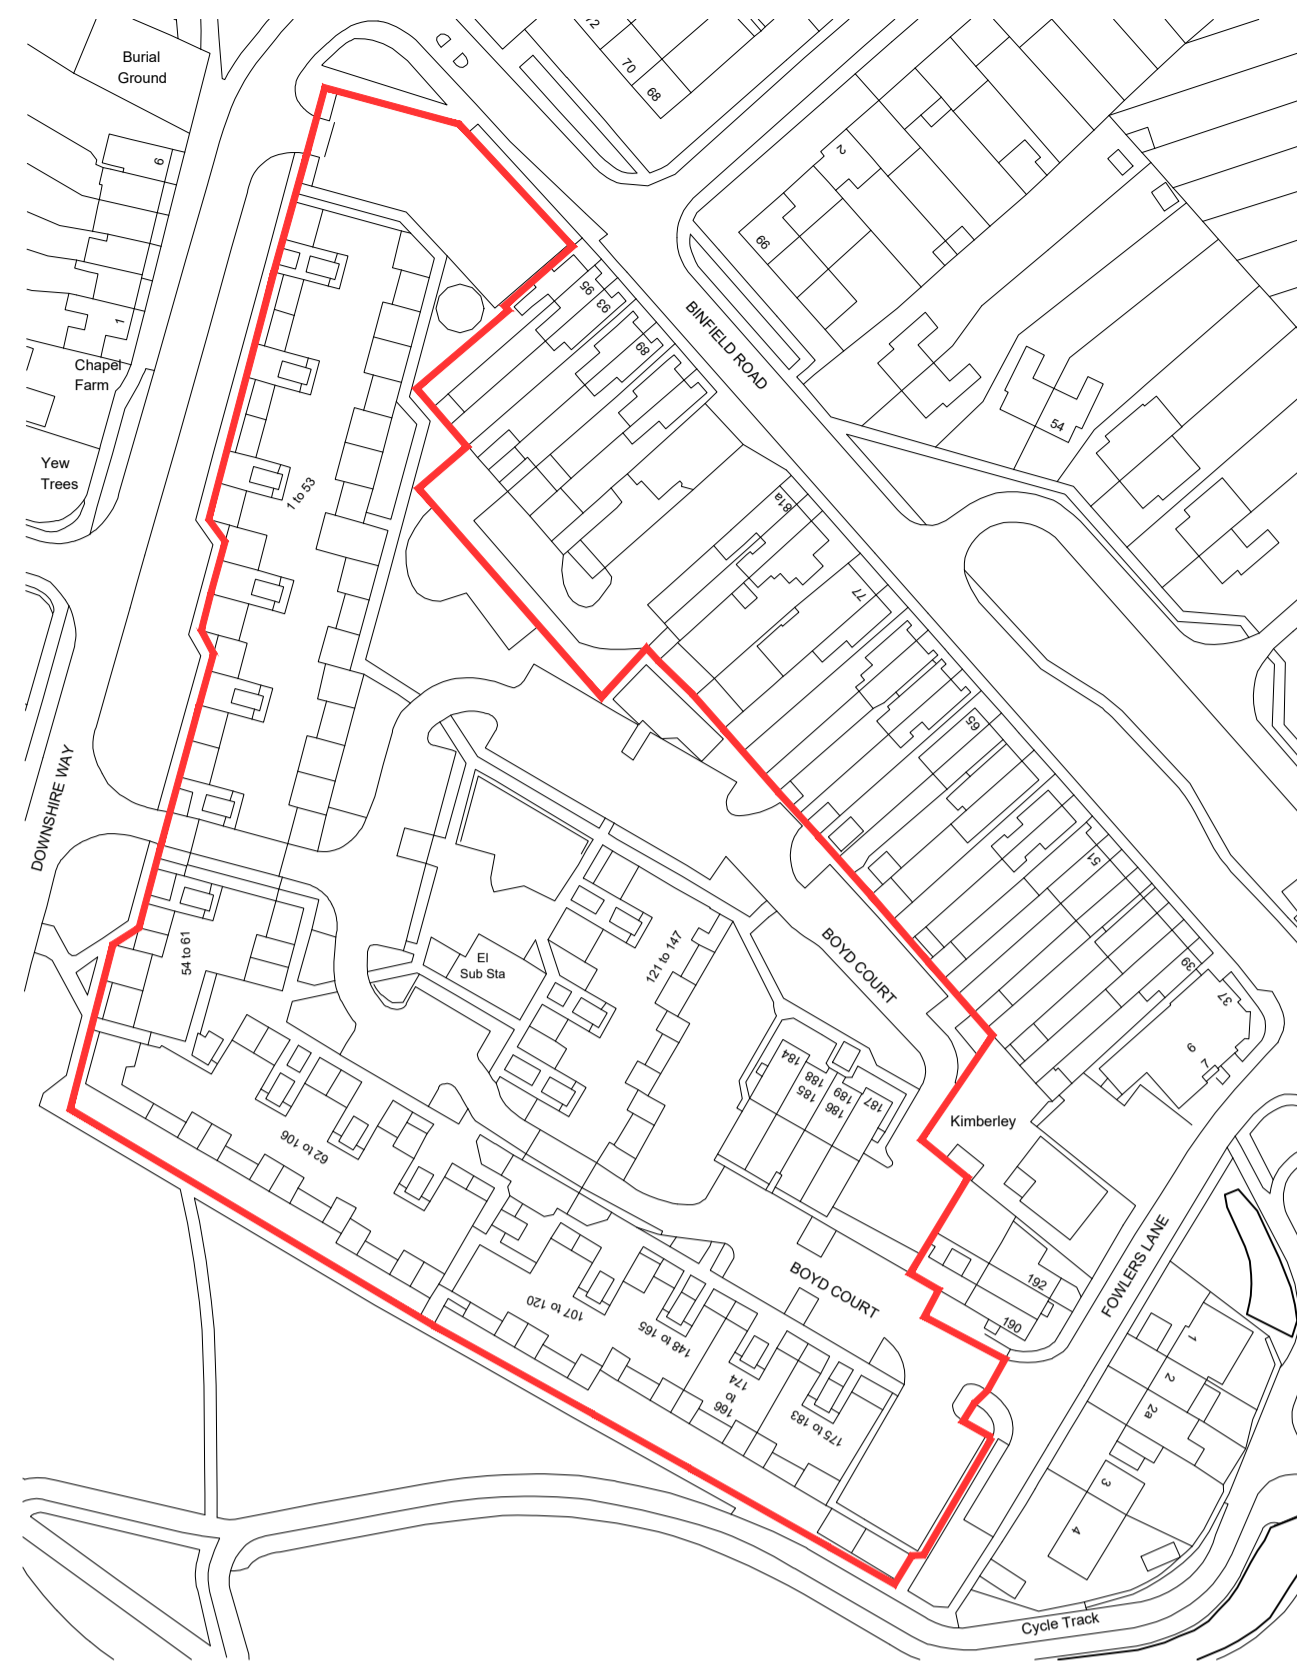 Burial
Ground
72
70
68
6
2
66
1
Chapel
Farm
95
93
89
BINFIELD ROAD
54
Yew
Trees
1 to 53
81a
77
65
DOWNSHIRE WAY
51
54 to 61
El
Sub Sta
121 to 147
BOYD COURT
39
37
9
7
184
188
185
189
186
187
Kimberley
62 to 106
FOWLERS LANE
192
190
BOYD COURT
107 to 120
148 to 165
174
to
166
175 to 183
1
2
2a
3
4
Cycle Track